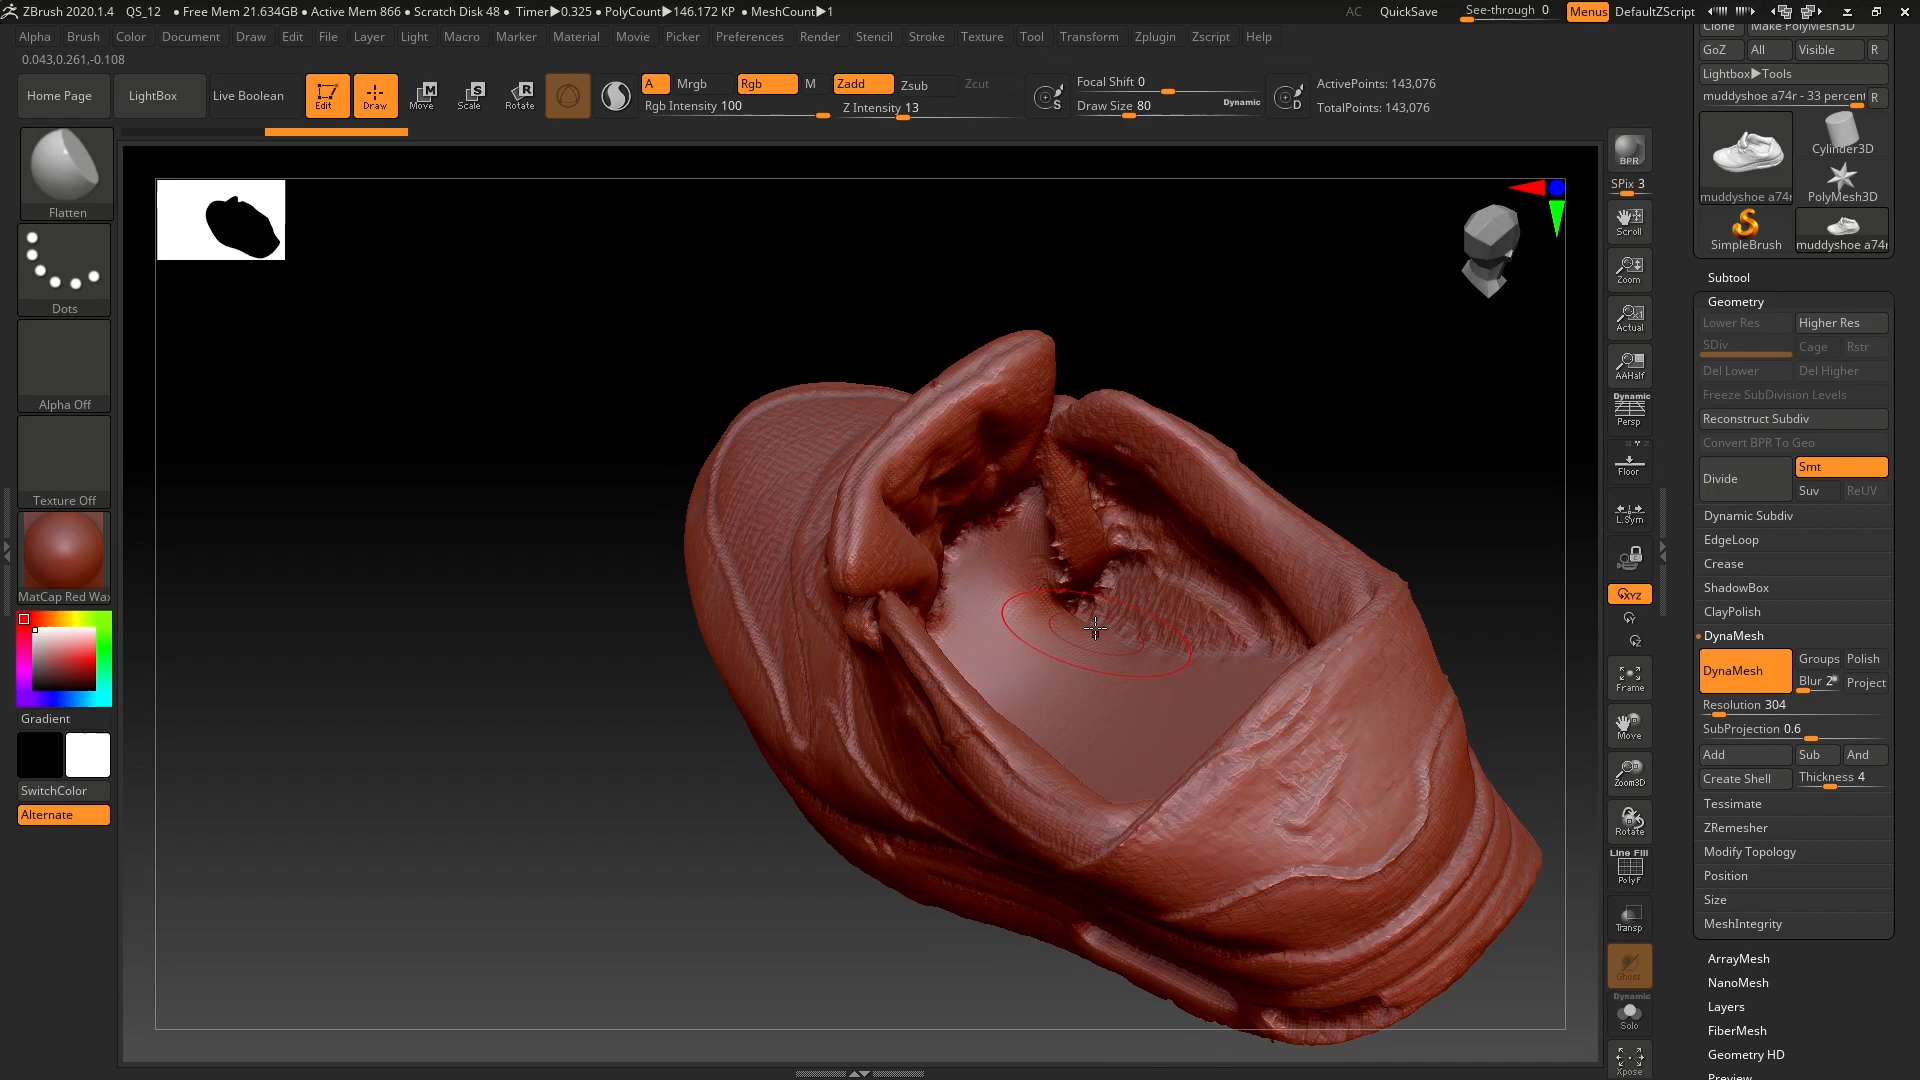 ZBrush 2020.1.4 QS_12 • Free Mem 21.634GB • Active Mem 866 • Scratch Disk 48 • Timer▶0.325 • PolyCount▶146.172 KP • MeshCount▶1 AC QuickSave See-through 0 Menus DefaultZScript
Alpha Brush Color Document Draw Edit File Layer Light Macro Marker Material Movie Picker Preferences Render Stencil Stroke Texture Tool Transform Zplugin Zscript Help
0.043,0.261,-0.108
Home Page LightBox Live Boolean Edit Draw Move Scale Rotate
A Mrgb Rgb M Zadd Zsub Zcut
Rgb Intensity 100 Z Intensity 13
S
Focal Shift 0
Draw Size 80 Dynamic
D
ActivePoints: 143,076
TotalPoints: 143,076
Flatten
Dots
Alpha Off
Texture Off
MatCap Red Wax
Gradient
SwitchColor
Alternate
BPR
SPix 3
Scroll
Zoom
Actual
AAHalf
Dynamic
Persp
Floor
L.Sym
XYZ
Frame
Move
Zoom3D
Rotate
Line Fill
PolyF
Transp
Ghost
Dynamic
Solo
Xpose
Clone Make PolyMesh3D
GoZ All Visible R
Lightbox▶Tools
muddyshoe a74r - 33 percent R
muddyshoe a74r
Cylinder3D
PolyMesh3D
SimpleBrush
muddyshoe a74r
Subtool
Geometry
Lower Res Higher Res
SDiv Cage Rstr
Del Lower Del Higher
Freeze SubDivision Levels
Reconstruct Subdiv
Convert BPR To Geo
Divide Smt
Suv ReUV
Dynamic Subdiv
EdgeLoop
Crease
ShadowBox
ClayPolish
DynaMesh
DynaMesh Groups Polish
Blur 2 Project
Resolution 304
SubProjection 0.6
Add Sub And
Create Shell Thickness 4
Tessimate
ZRemesher
Modify Topology
Position
Size
MeshIntegrity
ArrayMesh
NanoMesh
Layers
FiberMesh
Geometry HD
Preview